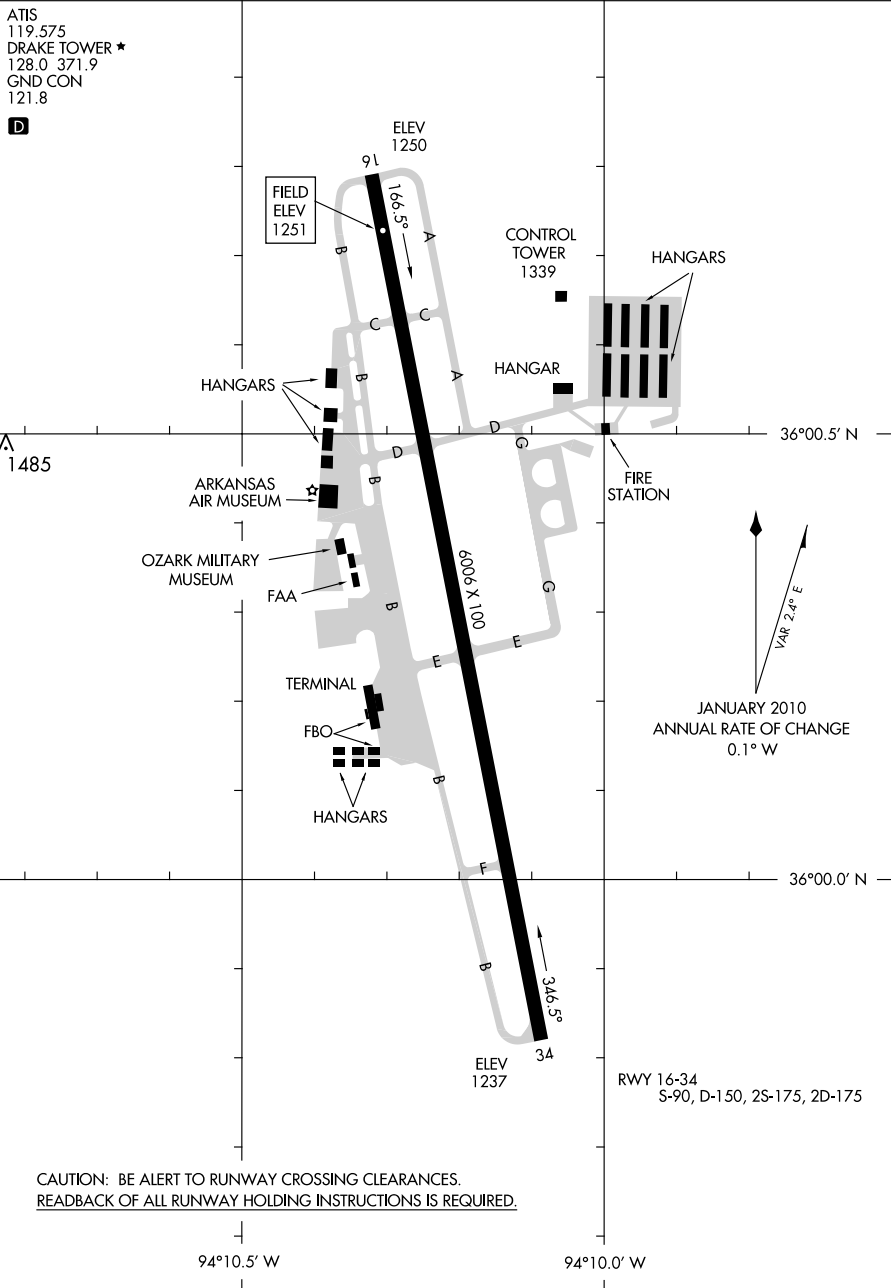 ATIS
119.575
DRAKE TOWER ★
128.0 371.9
GND CON
121.8
D
ELEV
1250
16
FIELD
ELEV
1251
166.5°
A
B
CONTROL
TOWER
1339
HANGARS
C
C
HANGAR
HANGARS
B
A
D
G
36°00.5' N
D
1485
ARKANSAS
AIR MUSEUM
B
FIRE
STATION
OZARK MILITARY
MUSEUM
FAA
6006 X 100
G
B
VAR 2.4° E
E
E
TERMINAL
JANUARY 2010
ANNUAL RATE OF CHANGE
0.1° W
FBO
B
HANGARS
F
36°00.0' N
B
346.5°
34
ELEV
1237
RWY 16-34
S-90, D-150, 2S-175, 2D-175
CAUTION: BE ALERT TO RUNWAY CROSSING CLEARANCES.
READBACK OF ALL RUNWAY HOLDING INSTRUCTIONS IS REQUIRED.
94°10.5' W
94°10.0' W